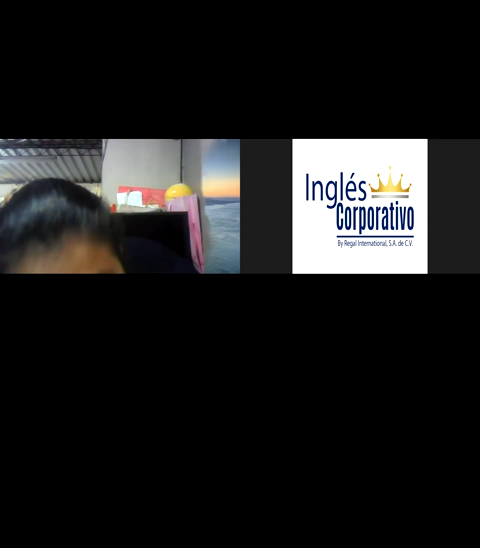 Inglés
Corporativo
By Regal International, S.A. de C.V.